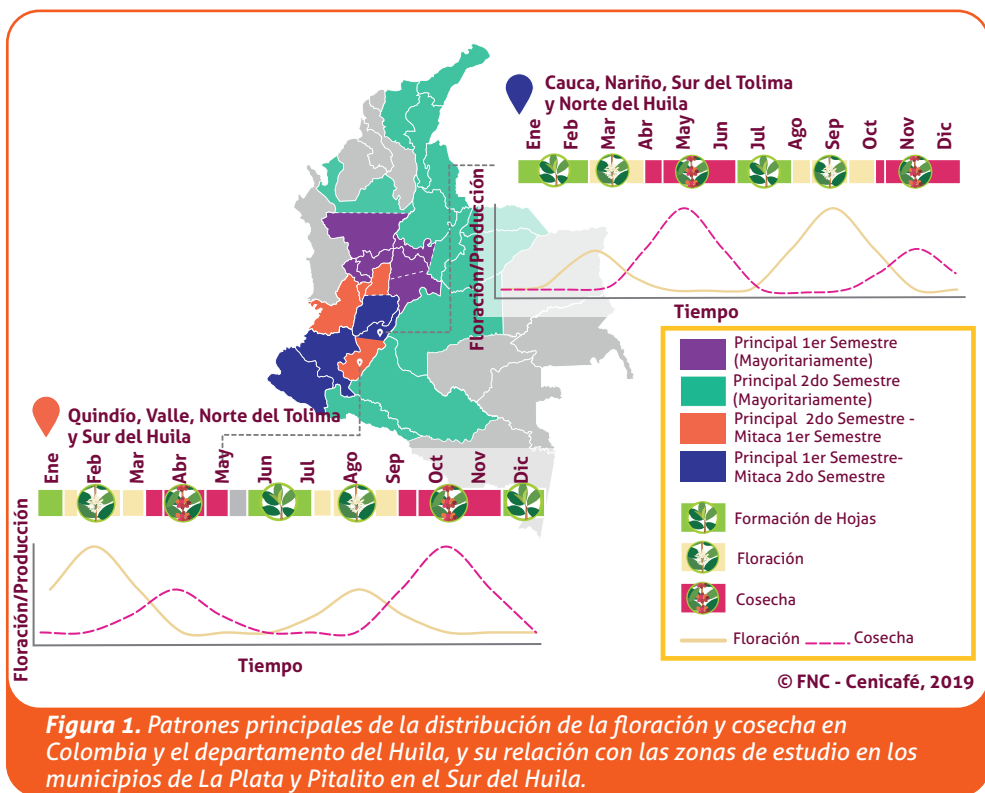 Cauca, Nariño, Sur del Tolima
y Norte del Huila
Ene
Feb
Mar
Abr
May
Jun
Jul
Ago
Sep
Oct
Nov
Dic
Floración/Producción
Tiempo
Principal 1er Semestre
(Mayoritariamente)
Principal 2do Semestre
(Mayoritariamente)
Principal 2do Semestre -
Mitaca 1er Semestre
Principal 1er Semestre-
Mitaca 2do Semestre
Formación de Hojas
Floración
Cosecha
Floración
Cosecha
Quindío, Valle, Norte del Tolima
y Sur del Huila
Ene
Feb
Mar
Abr
May
Jun
Jul
Ago
Sep
Oct
Nov
Dic
Floración/Producción
Tiempo
© FNC - Cenicafé, 2019
Figura 1. Patrones principales de la distribución de la floración y cosecha en
Colombia y el departamento del Huila, y su relación con las zonas de estudio en los
municipios de La Plata y Pitalito en el Sur del Huila.